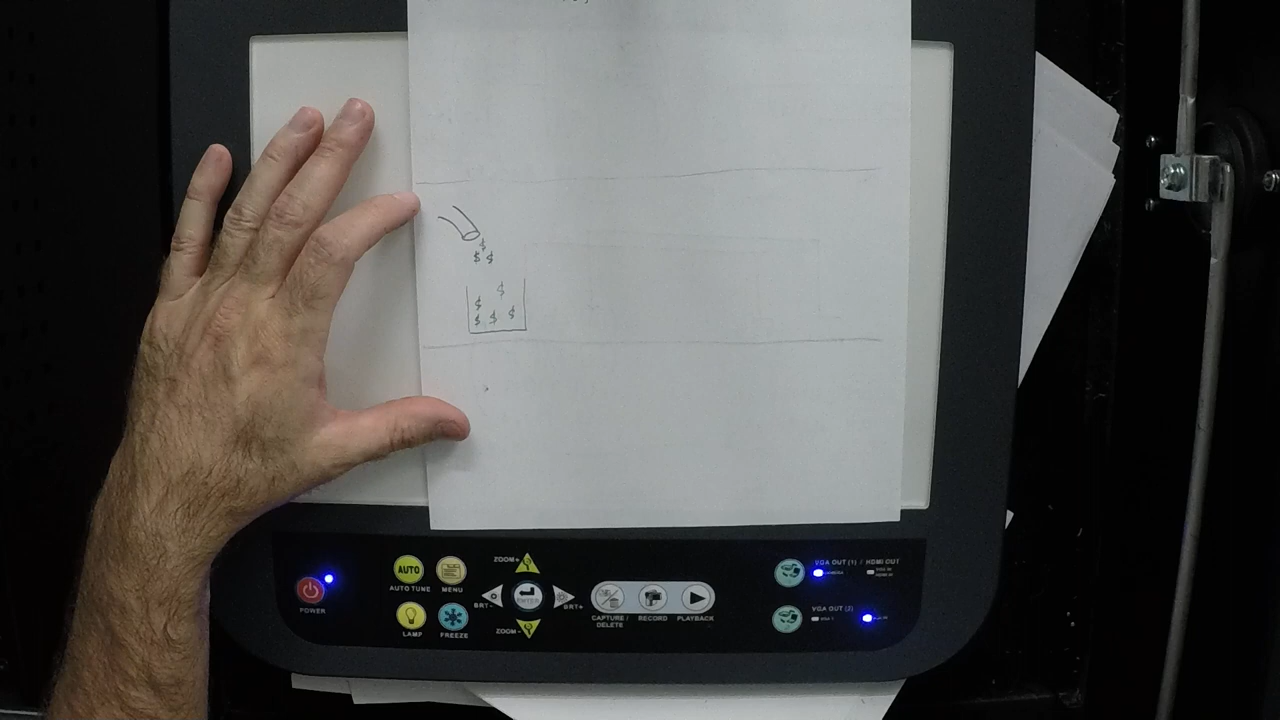 $
$ $
$
$
$ $ $
ZOOM+
AUTO
AUTO TUNE
MENU
BRT-
BRT+
POWER
LAMP
FREEZE
ZOOM-
CAPTURE /
DELETE
RECORD
PLAYBACK
VGA OUT (1) / HDMI OUT
VGA OUT (2)